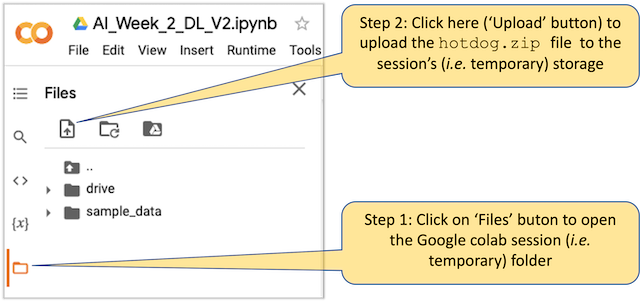 AI_Week_2_DL_V2.ipynb
File Edit View Insert Runtime Tools
Files
..
drive
sample_data
{x}
Step 2: Click here (‘Upload’ button) to
upload the hotdog.zip file to the
session’s (i.e. temporary) storage
Step 1: Click on ‘Files’ buton to open
the Google colab session (i.e.
temporary) folder